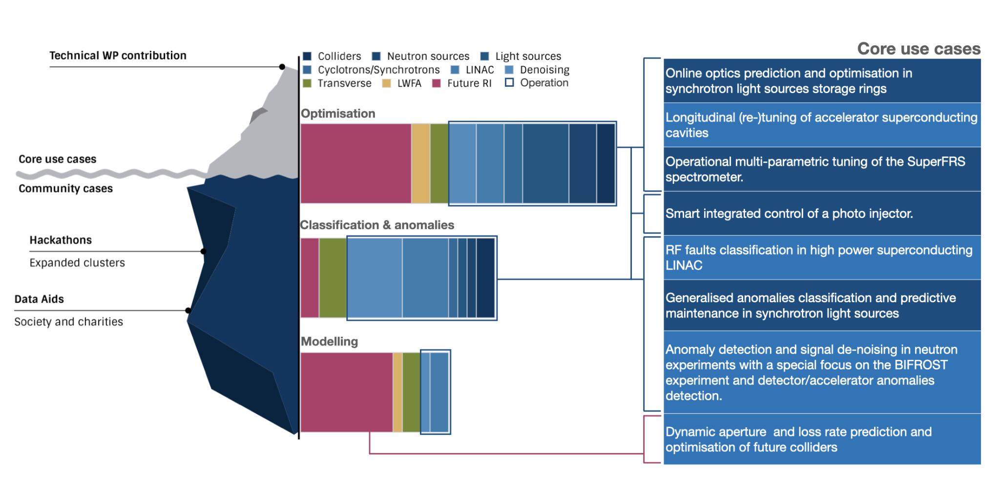 Core use cases
Technical WP contribution
Core use cases
Community cases
Hackathons
Expanded clusters
Data Aids
Society and charities
Colliders Neutron sources Light sources
Cyclotrons/Synchrotrons LINAC Denoising
Transverse LWFA Future RI Operation
Optimisation
Classification & anomalies
Modelling
Online optics prediction and optimisation in
synchrotron light sources storage rings
Longitudinal (re-)tuning of accelerator superconducting
cavities
Operational multi-parametric tuning of the SuperFRS
spectrometer.
Smart integrated control of a photo injector.
RF faults classification in high power superconducting
LINAC
Generalised anomalies classification and predictive
maintenance in synchrotron light sources
Anomaly detection and signal de-noising in neutron
experiments with a special focus on the BIFROST
experiment and detector/accelerator anomalies
detection.
Dynamic aperture and loss rate prediction and
optimisation of future colliders